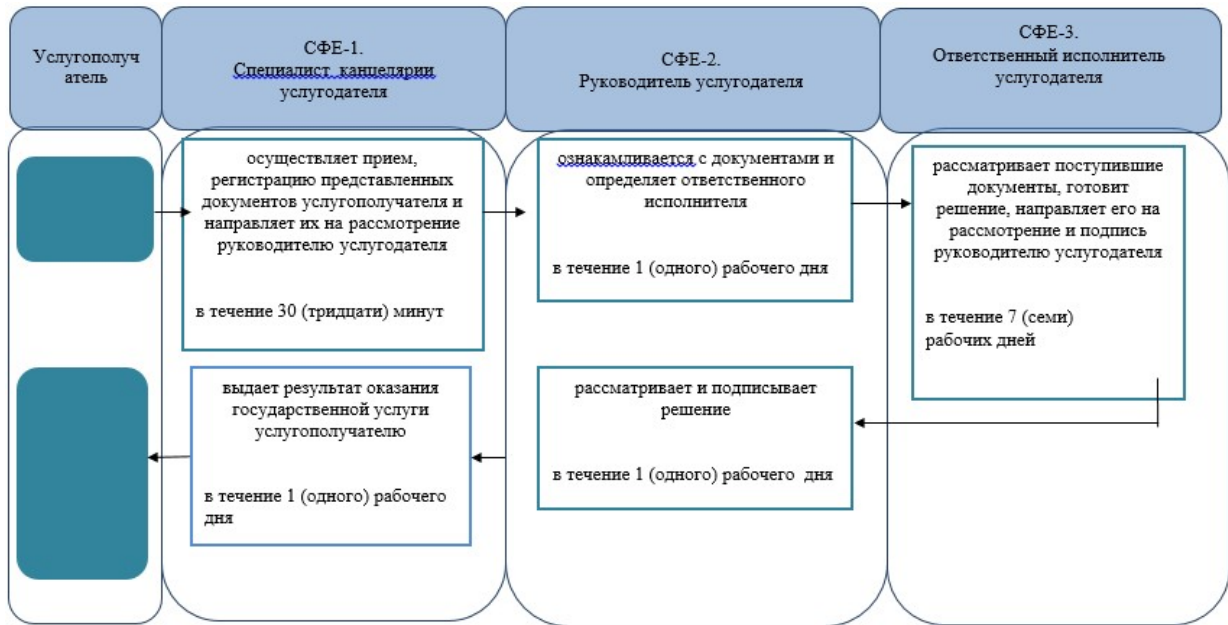 Услугополуч
атель
СФЕ-1.
Специалист канцелярии
услугодателя
СФЕ-2.
Руководитель услугодателя
СФЕ-3.
Ответственный исполнитель
услугодателя
осуществляет прием,
регистрацию представленных
документов услугополучателя и
направляет их на рассмотрение
руководителю услугодателя
в течение 30 (тридцати) минут
ознакамливается с документами и
определяет ответственного
исполнителя
в течение 1 (одного) рабочего дня
рассматривает поступившие
документы, готовит
решение, направляет его на
рассмотрение и подпись
руководителю услугодателя
в течение 7 (семи)
рабочих дней
выдает результат оказания
государственной услуги
услугополучателю
в течение 1 (одного) рабочего
дня
рассматривает и подписывает
решение
в течение 1 (одного) рабочего дня